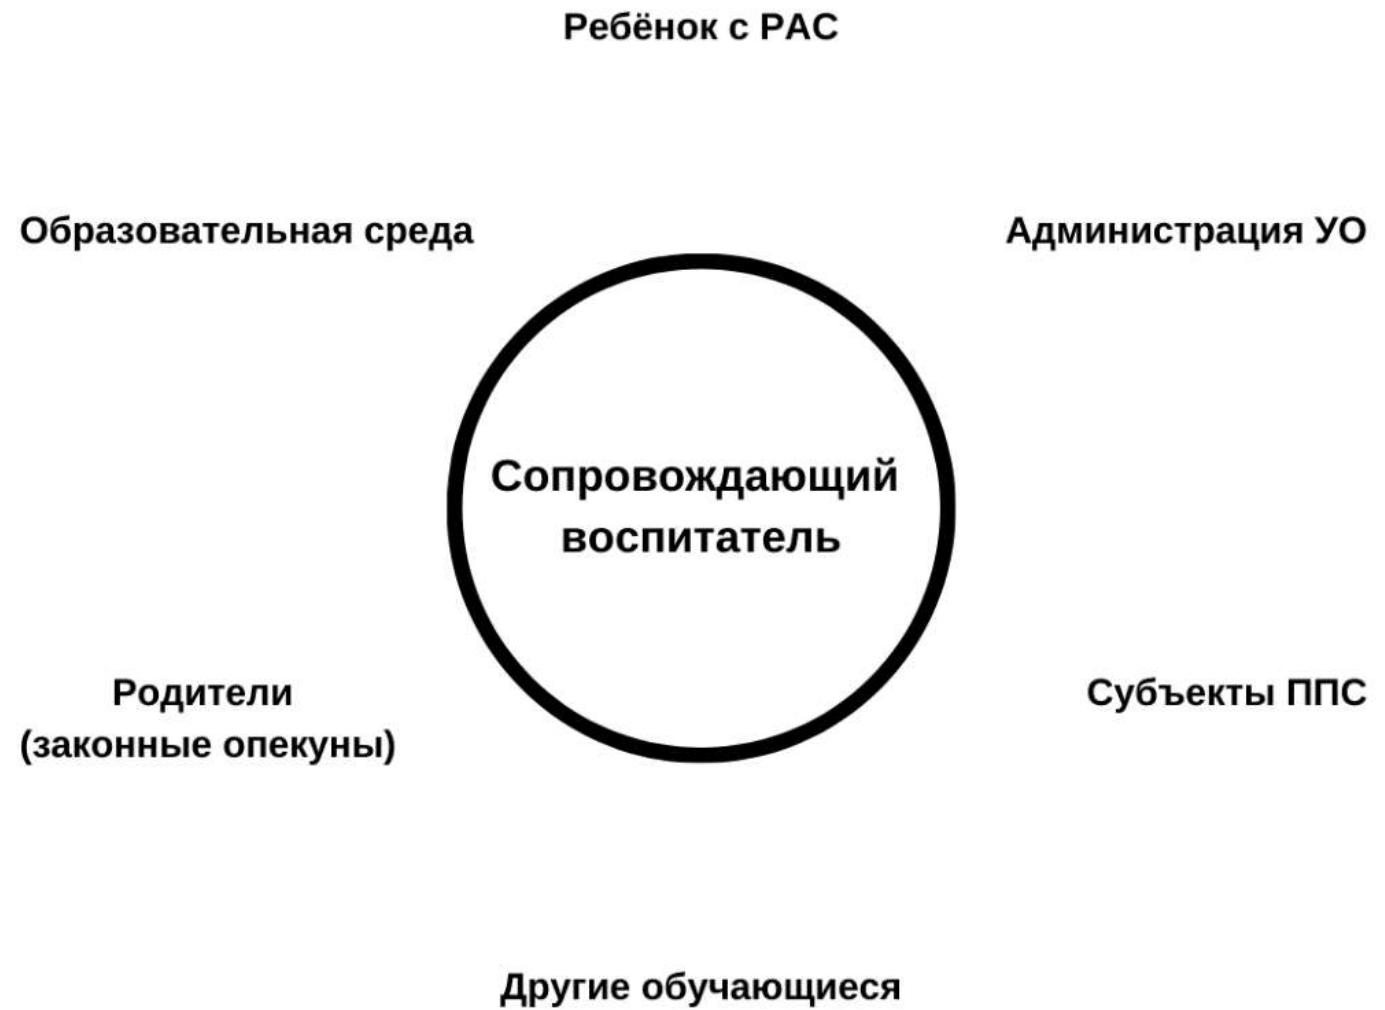 Ребёнок с РАС
Образовательная среда
Администрация УО
Сопровождающий
воспитатель
Родители
(законные опекуны)
Субъекты ППС
Другие обучающиеся